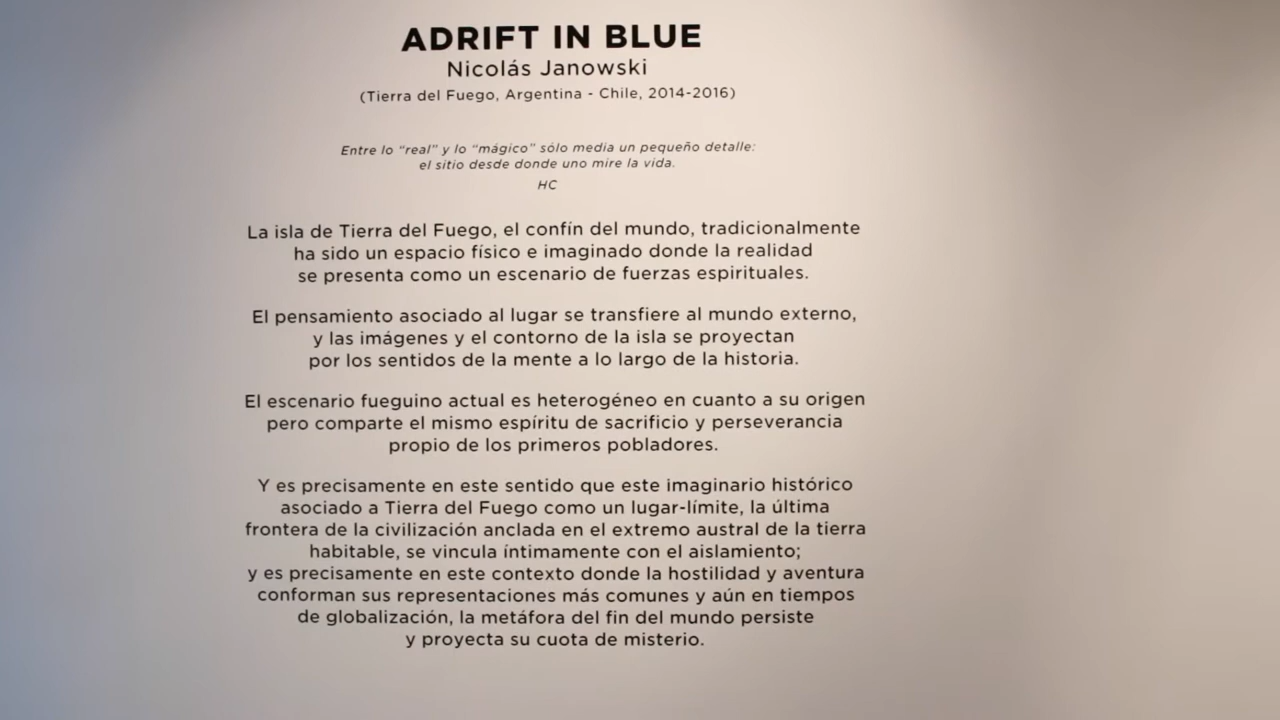 ADRIFT IN BLUE
Nicolás Janowski
(Tierra del Fuego, Argentina - Chile, 2014-2016)
Entre lo "real" y lo "mágico" sólo media un pequeño detalle:
el sitio desde donde uno mire la vida.
HC
La isla de Tierra del Fuego, el confín del mundo, tradicionalmente
ha sido un espacio físico e imaginado donde la realidad
se presenta como un escenario de fuerzas espirituales.
El pensamiento asociado al lugar se transfiere al mundo externo,
y las imágenes y el contorno de la isla se proyectan
por los sentidos de la mente a lo largo de la historia.
El escenario fueguino actual es heterogéneo en cuanto a su origen
pero comparte el mismo espíritu de sacrificio y perseverancia
propio de los primeros pobladores.
Y es precisamente en este sentido que este imaginario histórico
asociado a Tierra del Fuego como un lugar-límite, la última
frontera de la civilización anclada en el extremo austral de la tierra
habitable, se vincula íntimamente con el aislamiento;
y es precisamente en este contexto donde la hostilidad y aventura
conforman sus representaciones más comunes y aún en tiempos
de globalización, la metáfora del fin del mundo persiste
y proyecta su cuota de misterio.